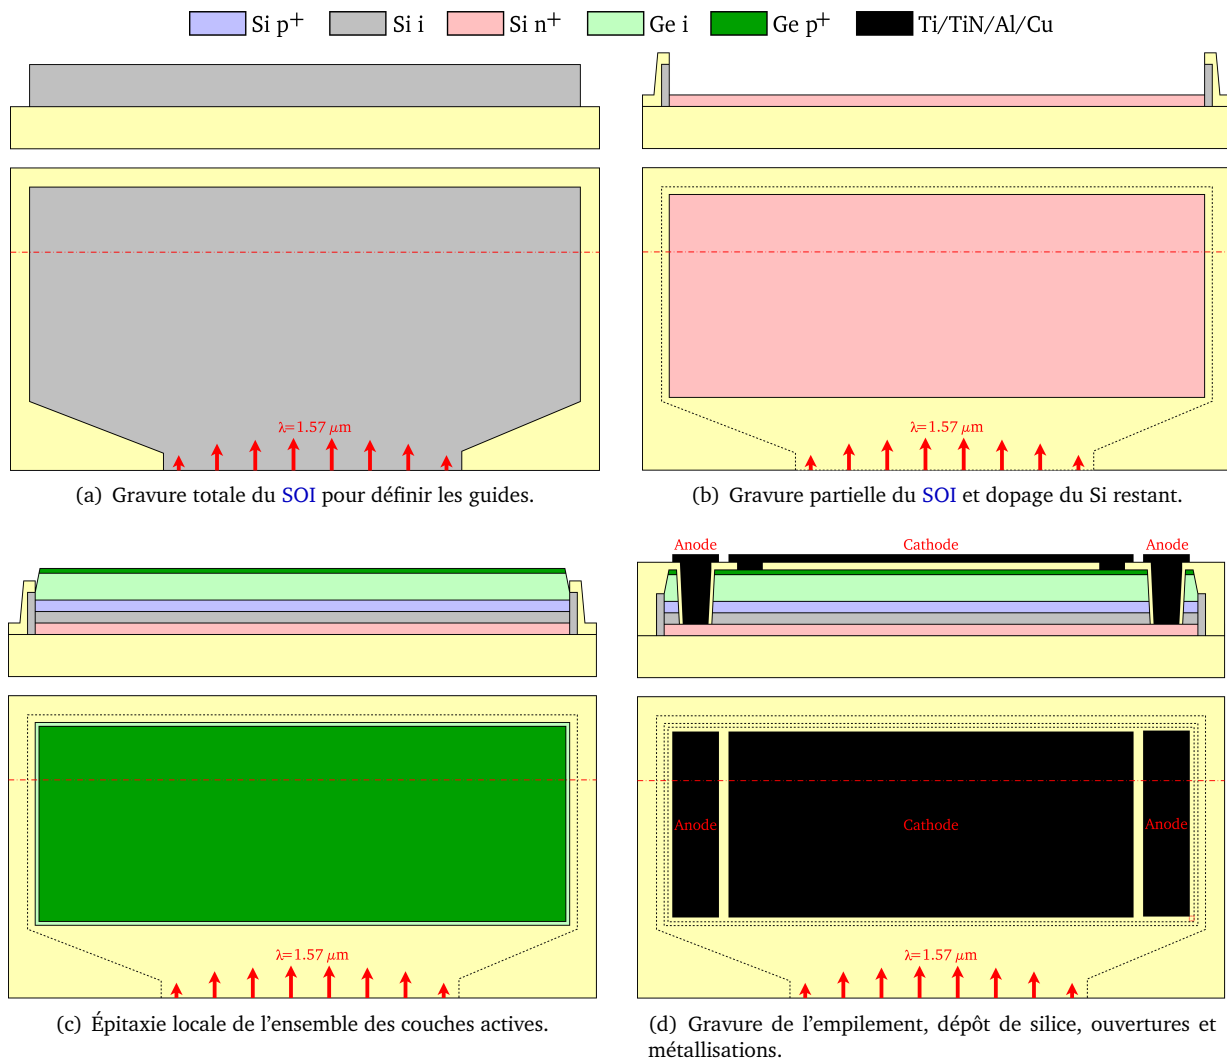 Si p+ Si i Si n+ Ge i Ge p+ Ti/TiN/Al/Cu
λ=1.57 μm
(a) Gravure totale du SOI pour définir les guides.
λ=1.57 μm
(b) Gravure partielle du SOI et dopage du Si restant.
λ=1.57 μm
(c) Épitaxie locale de l'ensemble des couches actives.
Anode Cathode Anode
Anode Cathode Anode
λ=1.57 μm
(d) Gravure de l'empilement, dépôt de silice, ouvertures et
métallisations.